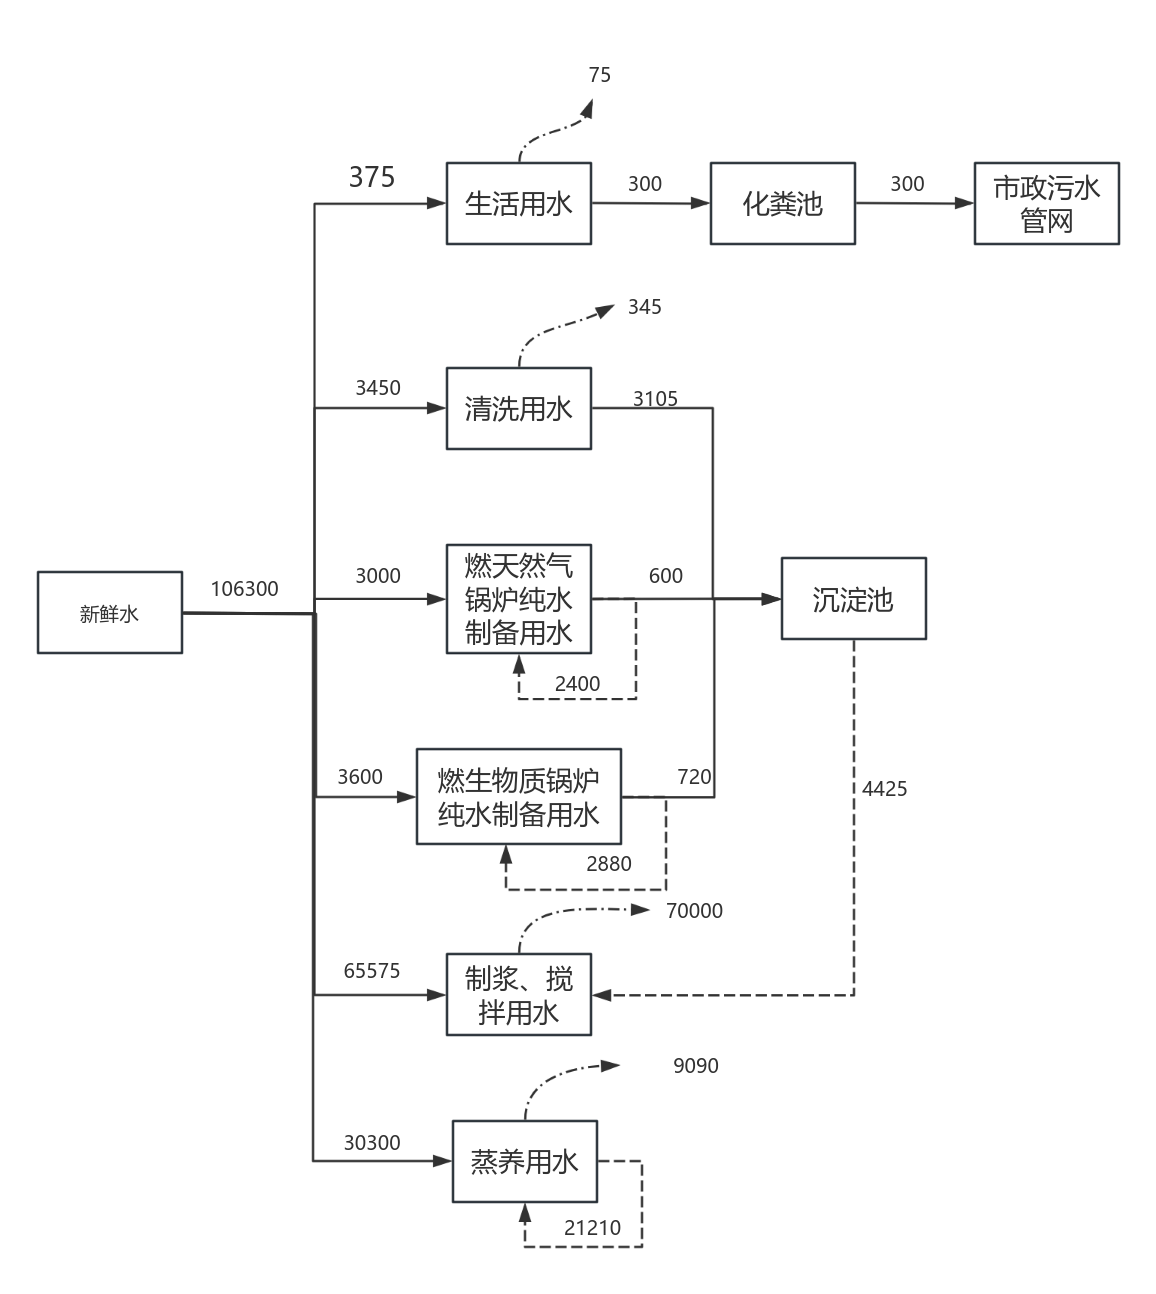 75
375
生活用水
300
化粪池
300
市政污水
管网
345
3450
清洗用水
3105
新鲜水
106300
3000
燃天然气
锅炉纯水
制备用水
600
沉淀池
2400
3600
燃生物质锅炉
纯水制备用水
720
4425
2880
70000
65575
制浆、搅
拌用水
9090
30300
蒸养用水
21210